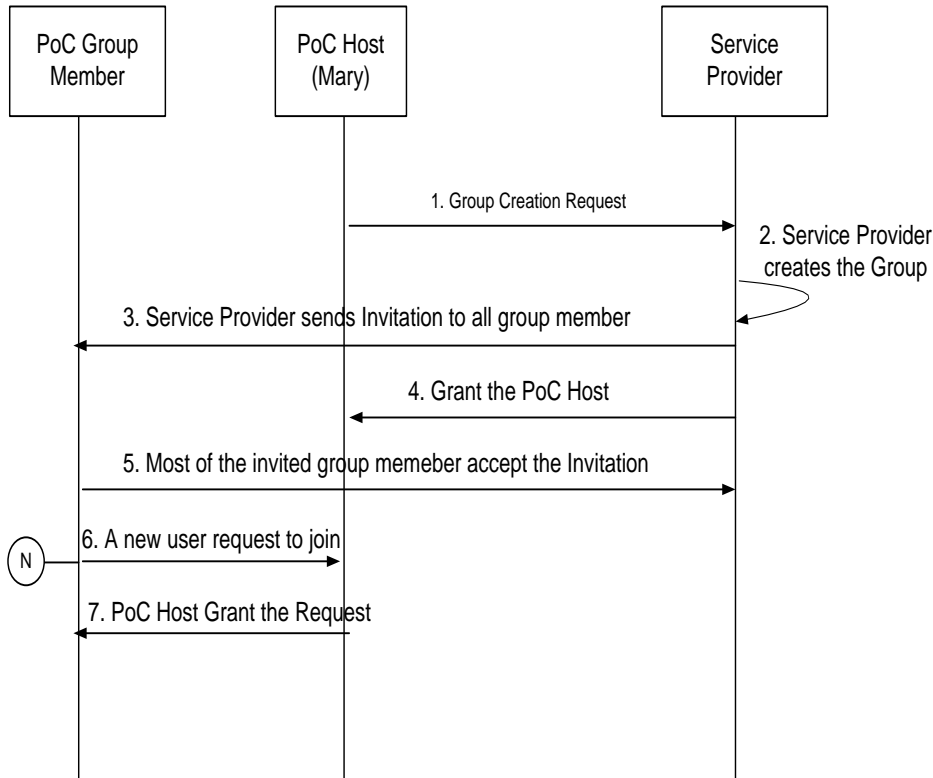 PoC Group
Member
PoC Host
(Mary)
Service
Provider
1. Group Creation Request
2. Service Provider
creates the Group
3. Service Provider sends Invitation to all group member
4. Grant the PoC Host
5. Most of the invited group memeber accept the Invitation
6. A new user request to join
N
7. PoC Host Grant the Request